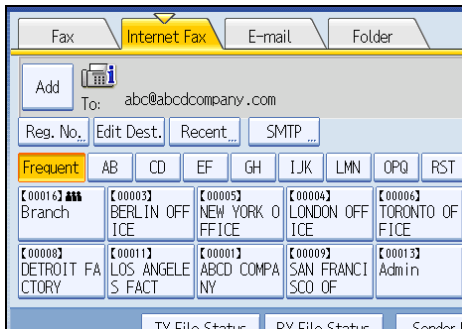 Fax Internet Fax E-mail Folder
Add To: abc@abcdcompany.com
Reg. No. Edit Dest. Recent SMTP
Frequent AB CD EF GH IJK LMN OPQ RST
【00016】 【00003】 【00005】 【00004】 【00006】
Branch BERLIN OFF NEW YORK O LONDON OFF TORONTO OF
ICE FFICE ICE FICE
【00008】 【00011】 【00001】 【00009】 【00013】
DETROIT FA LOS ANGELE ABCD COMPA SAN FRANCI Admin
CTORY S FACT NY SCO OF
TX File Status RX File Status Sender